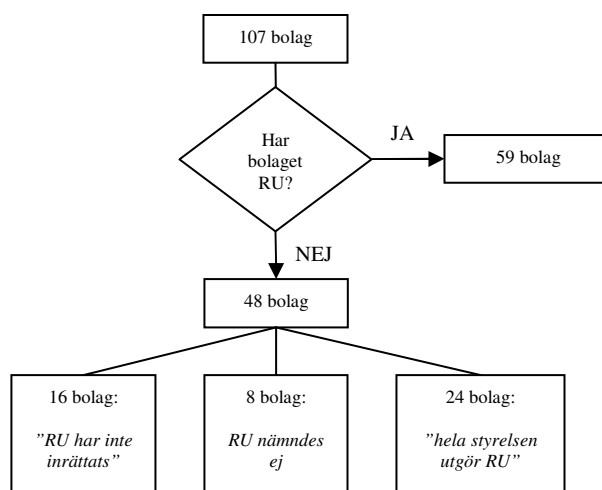 107 bolag
Har
bolaget
RU?
JA
59 bolag
NEJ
48 bolag
16 bolag:
”RU har inte
inrättats”
8 bolag:
RU nämndes
ej
24 bolag:
”hela styrelsen
utgör RU”